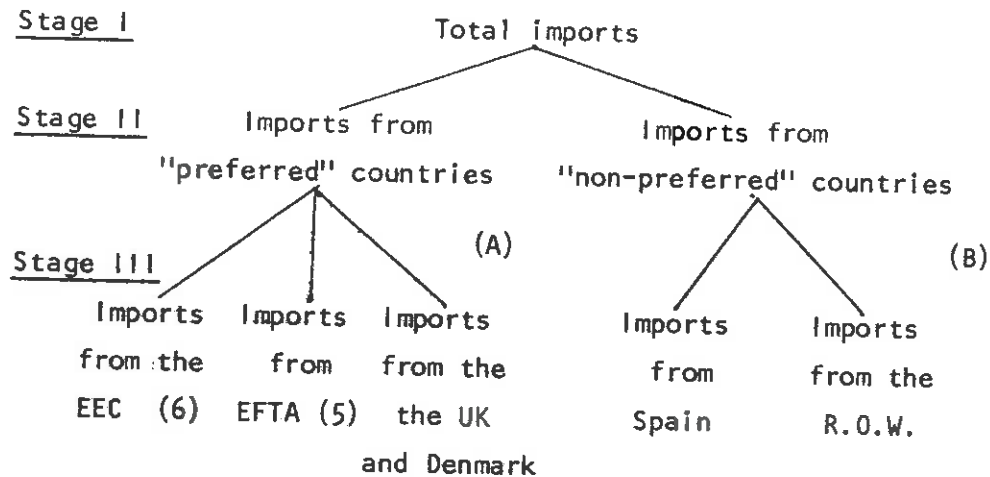 Stage I
Total imports
Stage II
Imports from
"preferred" countries
Imports from
"non-preferred" countries
(A)
(B)
Stage III
Imports
from the
EEC (6)
Imports
from
EFTA (5)
Imports
from the
the UK
and Denmark
Imports
from
Spain
Imports
from the
R.O.W.